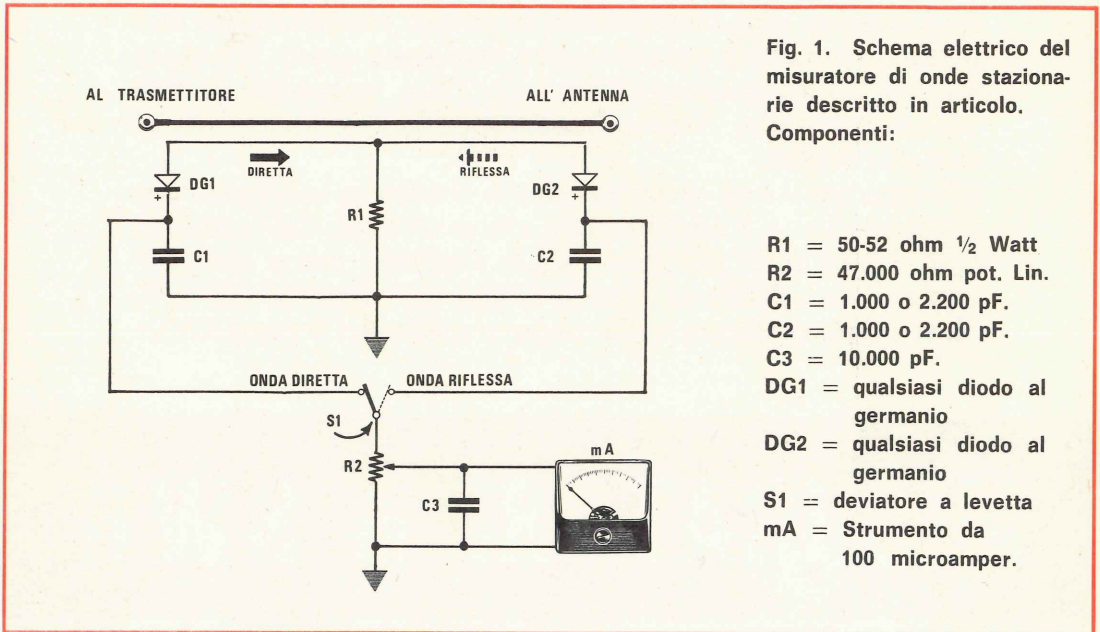 Fig. 1. Schema elettrico del
misuratore di onde staziona-
rie descritto in articolo.
Componenti:
AL TRASMETTITORE
ALL' ANTENNA
DIRETTA
RIFLESSA
DG1
+
R1
DG2
+
C1
C2
ONDA DIRETTA
ONDA RIFLESSA
S1
R2
C3
mA
R1 = 50-52 ohm ½ Watt
R2 = 47.000 ohm pot. Lin.
C1 = 1.000 o 2.200 pF.
C2 = 1.000 o 2.200 pF.
C3 = 10.000 pF.
DG1 = qualsiasi diodo al
germanio
DG2 = qualsiasi diodo al
germanio
S1 = deviatore a levetta
mA = Strumento da
100 microamper.